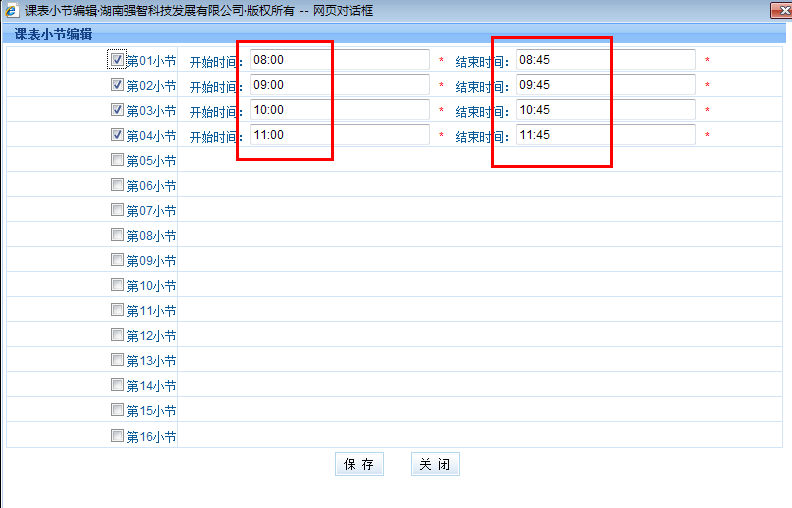 课表小节编辑·湖南强智科技发展有限公司·版权所有 -- 网页对话框
课表小节编辑
第01小节 开始时间: 08:00 * 结束时间: 08:45 *
第02小节 开始时间: 09:00 * 结束时间: 09:45 *
第03小节 开始时间: 10:00 * 结束时间: 10:45 *
第04小节 开始时间: 11:00 * 结束时间: 11:45 *
第05小节
第06小节
第07小节
第08小节
第09小节
第10小节
第11小节
第12小节
第13小节
第14小节
第15小节
第16小节
保 存 关 闭